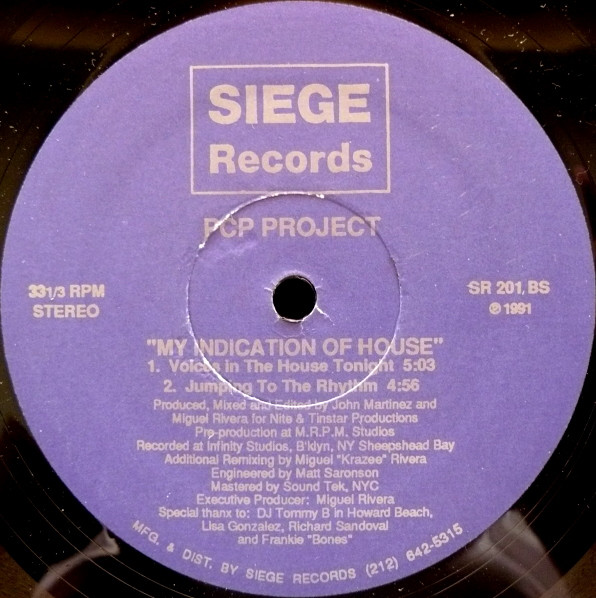 SIEGE
Records
PCP PROJECT
33 1/3 RPM
STEREO
SR 201, BS
℗ 1991
"MY INDICATION OF HOUSE"
1. Voices in The House Tonight 5:03
2. Jumping To The Rhythm 4:56
Produced, Mixed and Edited by John Martinez and
Miguel Rivera for Nite & Tinstar Productions
Pre-production at M.R.P.M. Studios
Recorded at Infinity Studios, B'klyn, NY Sheepshead Bay
Additional Remixing by Miguel "Krazee" Rivera
Engineered by Matt Saronson
Mastered by Sound Tek, NYC
Executive Producer: Miguel Rivera
Special thanx to: DJ Tommy B in Howard Beach,
Lisa Gonzalez, Richard Sandoval
and Frankie "Bones"
MFG. & DIST. BY SIEGE RECORDS (212) 642-5315